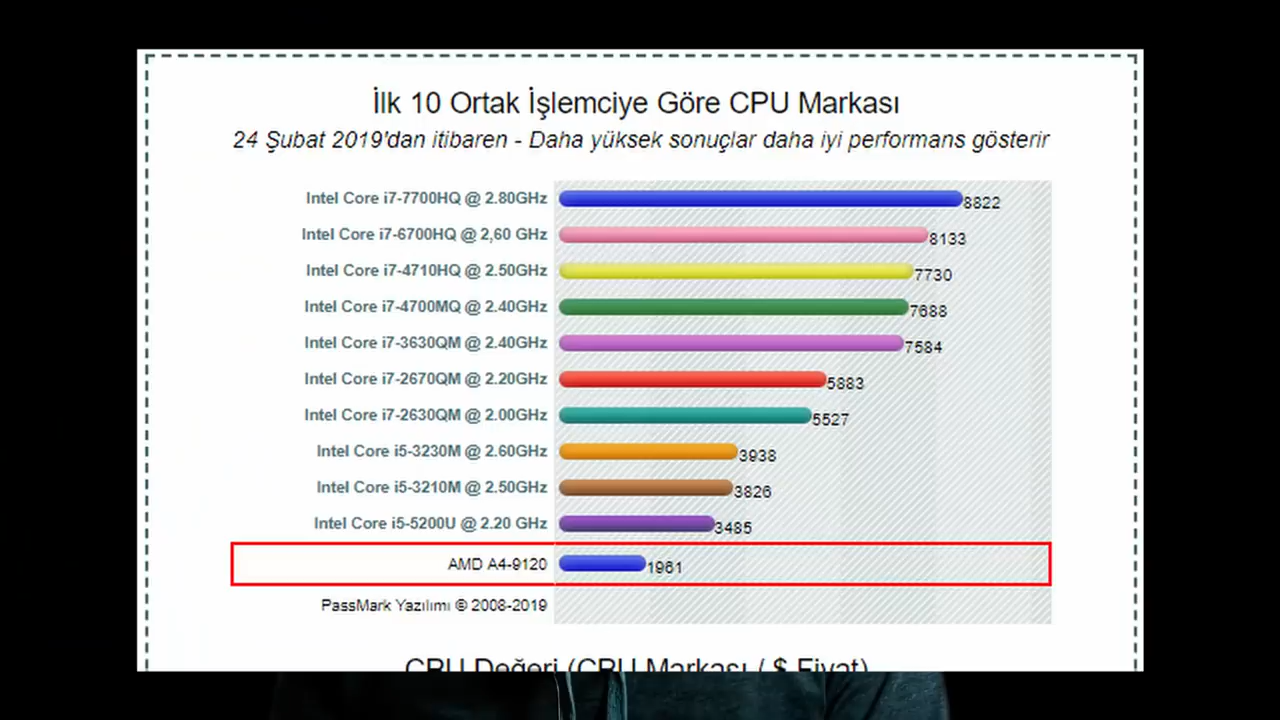 İlk 10 Ortak İşlemciye Göre CPU Markası
24 Şubat 2019'dan itibaren - Daha yüksek sonuçlar daha iyi performans gösterir
Intel Core i7-7700HQ @ 2.80GHz 8822
Intel Core i7-6700HQ @ 2,60 GHz 8133
Intel Core i7-4710HQ @ 2.50GHz 7730
Intel Core i7-4700MQ @ 2.40GHz 7688
Intel Core i7-3630QM @ 2.40GHz 7584
Intel Core i7-2670QM @ 2.20GHz 5883
Intel Core i7-2630QM @ 2.00GHz 5527
Intel Core i5-3230M @ 2.60GHz 3938
Intel Core i5-3210M @ 2.50GHz 3826
Intel Core i5-5200U @ 2.20 GHz 3485
AMD A4-9120 1961
PassMark Yazılımı © 2008-2019
CPU Değeri (CPU Markası / $ Fiyat)